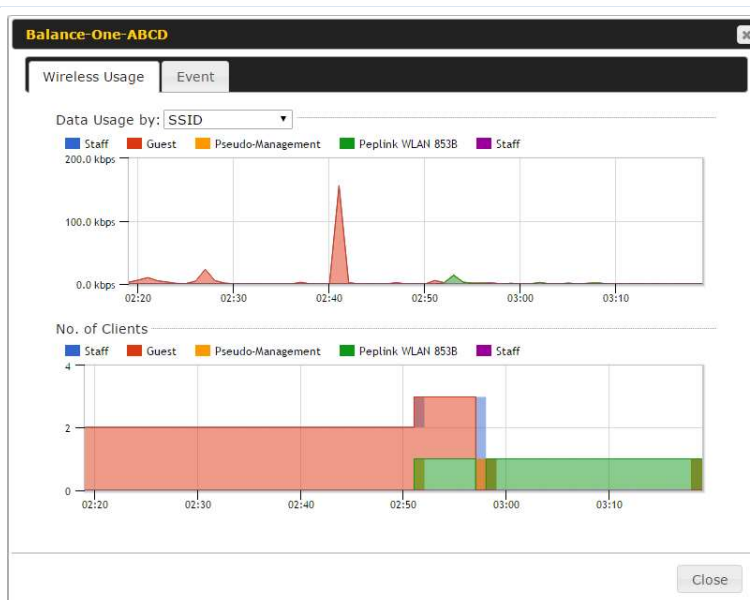 Balance-One-ABCD
Wireless Usage Event
Data Usage by: SSID
Staff Guest Pseudo-Management Peplink WLAN 853B Staff
200.0 kbps
100.0 kbps
0.0 kbps
02:20 02:30 02:40 02:50 03:00 03:10
No. of Clients
Staff Guest Pseudo-Management Peplink WLAN 853B Staff
4
2
0
02:20 02:30 02:40 02:50 03:00 03:10
Close